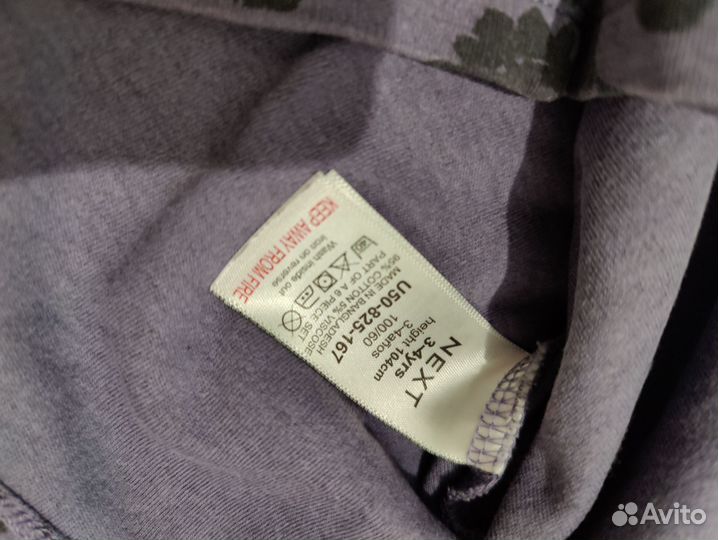 NEXT
3-4yrs
height 104cm
3-4años
100/60
U50-825-167
MADE IN BANGLADESH
95% COTTON 5% VISCOSE
PART OF A 6 PIECE SET
40
Wash inside out
Iron on reverse
KEEP AWAY FROM FIRE
Avito